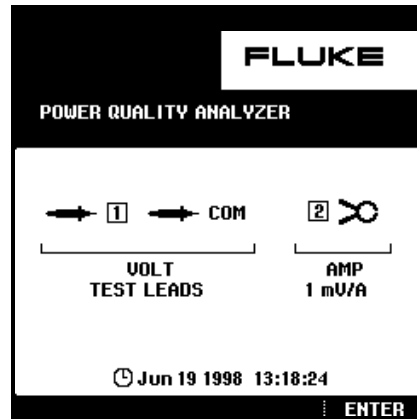 FLUKE
POWER QUALITY ANALYZER
1 COM 2
VOLT AMP
TEST LEADS 1 mV/A
Jun 19 1998 13:18:24
ENTER